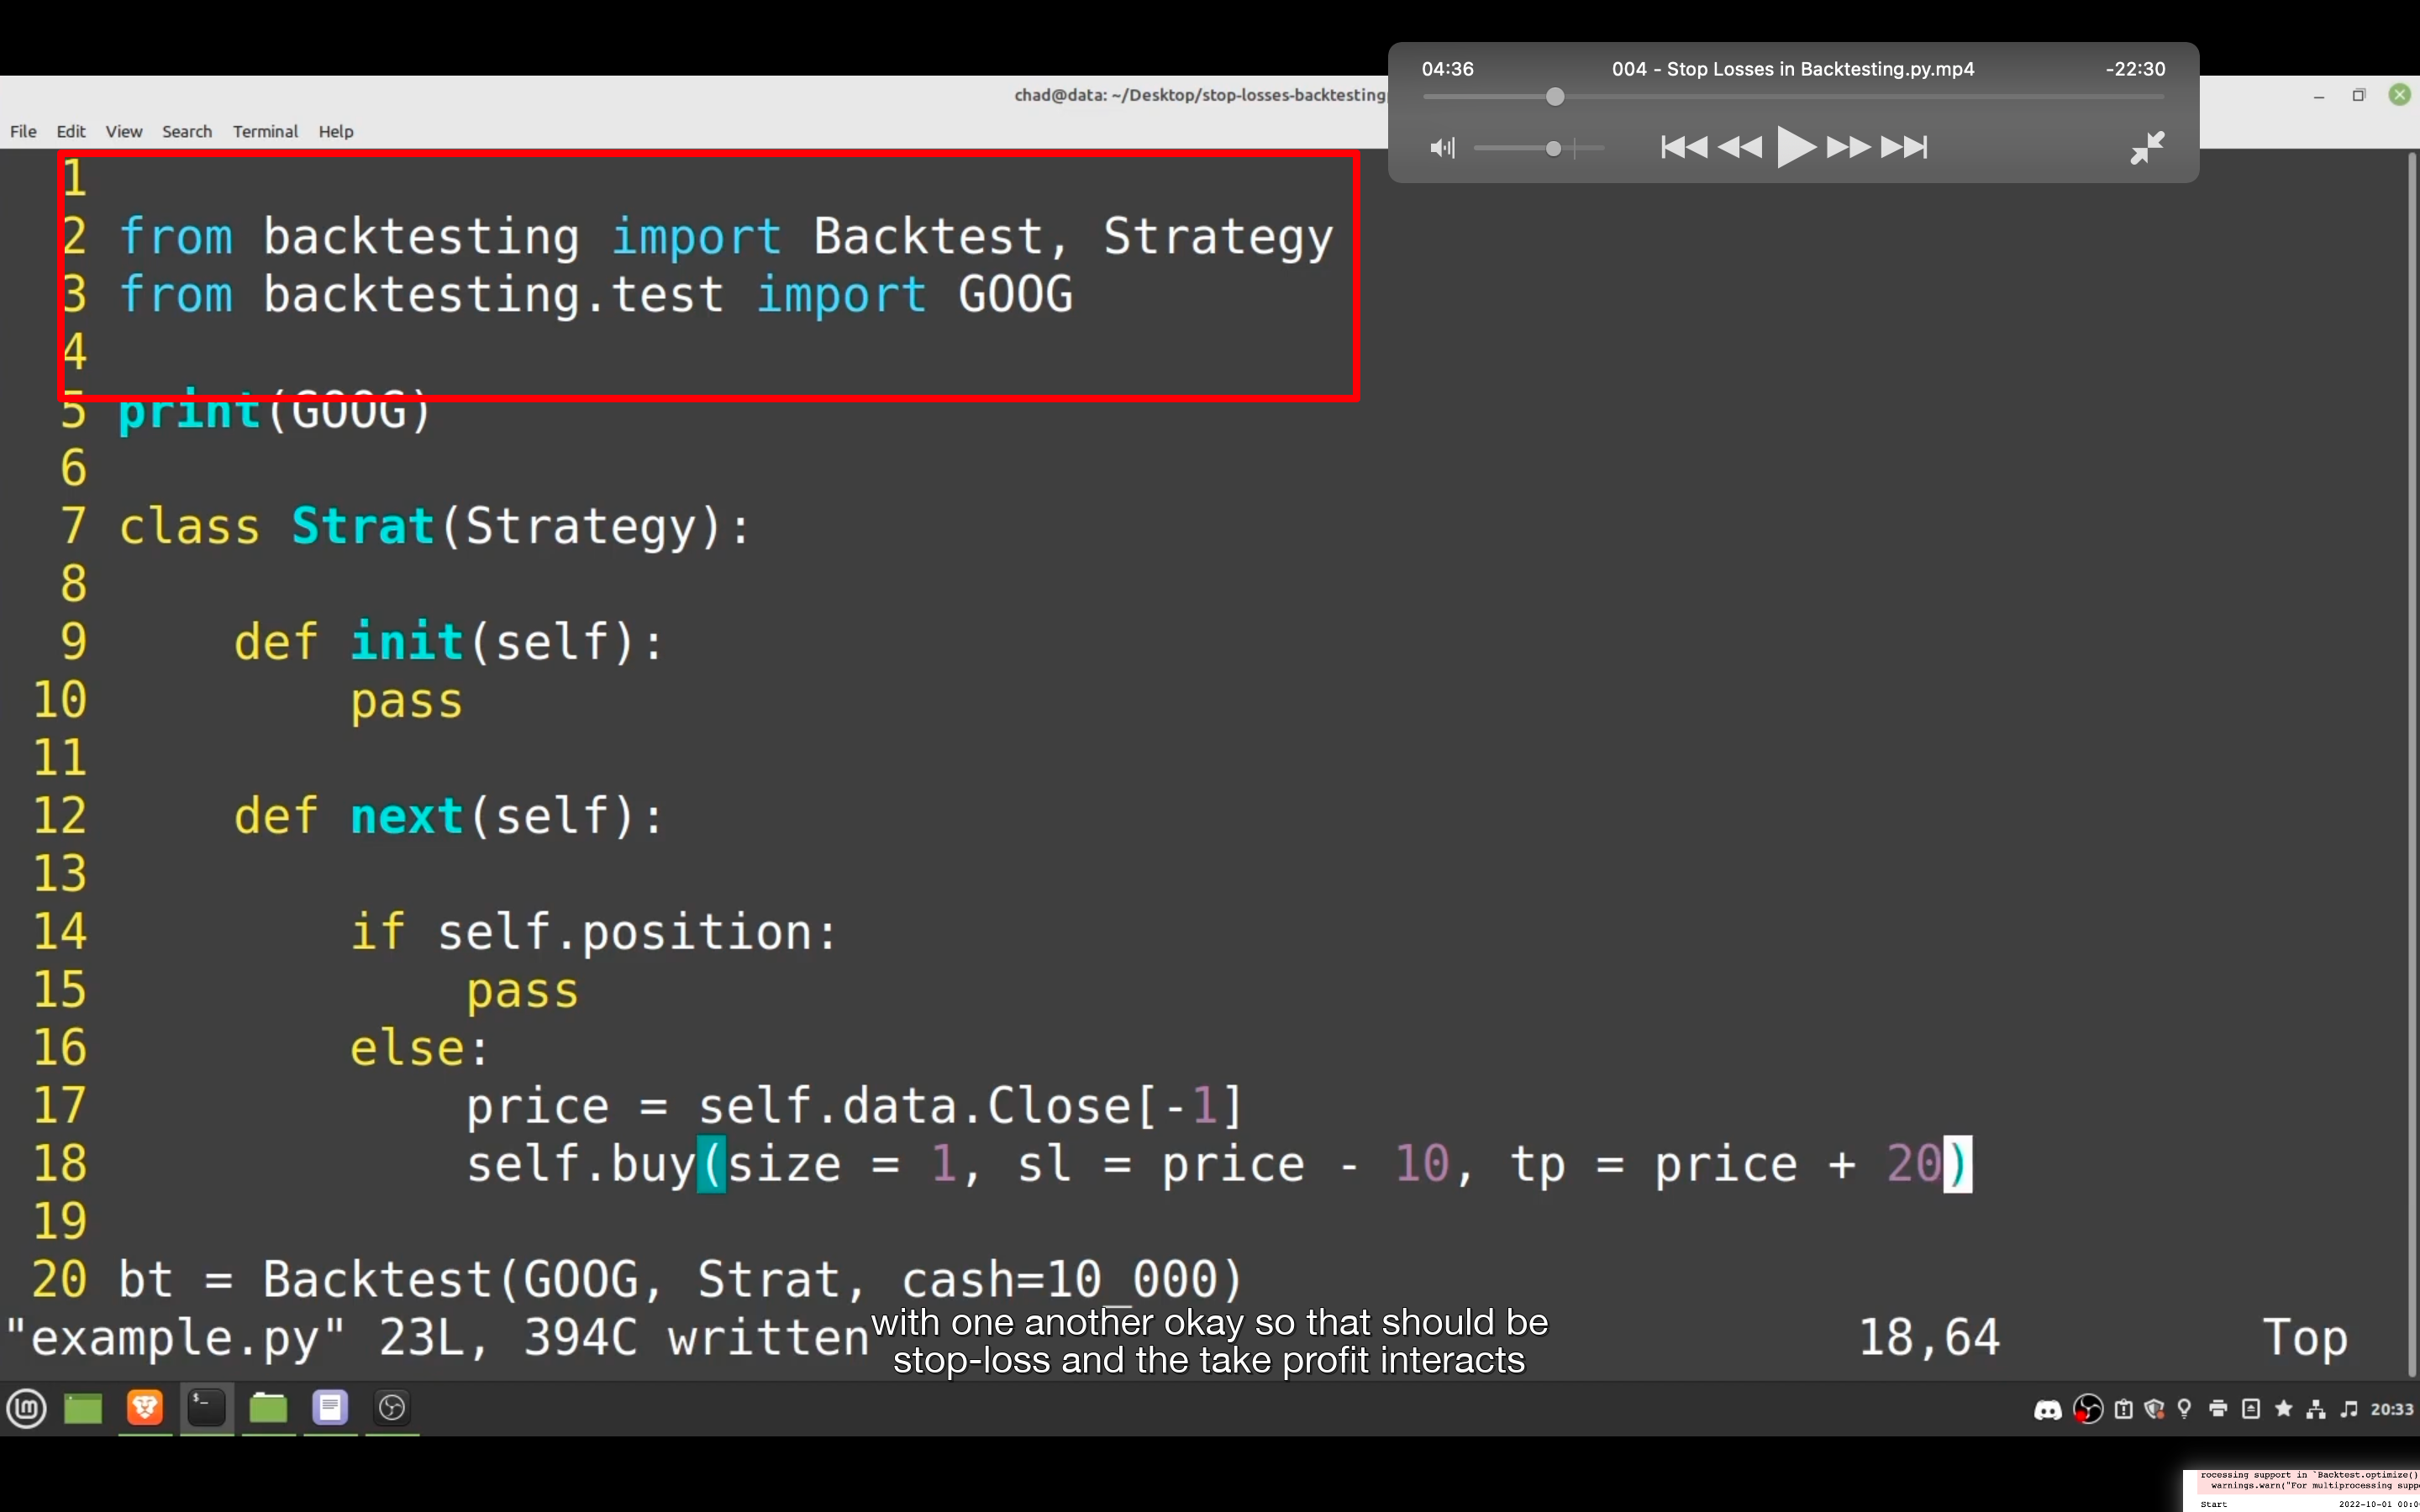 04:36 004 - Stop Losses in Backtesting.py.mp4 -22:30
chad@data: ~/Desktop/stop-losses-backtesting
File Edit View Search Terminal Help
1
2 from backtesting import Backtest, Strategy
3 from backtesting.test import GOOG
4
5 print(GOOG)
6
7 class Strat(Strategy):
8
9     def init(self):
10         pass
11
12     def next(self):
13
14         if self.position:
15             pass
16         else:
17             price = self.data.Close[-1]
18             self.buy(size = 1, sl = price - 10, tp = price + 20)
19
20 bt = Backtest(GOOG, Strat, cash=10_000)
"example.py" 23L, 394C written 18,64 Top
with one another okay so that should be
stop-loss and the take profit interacts
20:33
rocessing support in `Backtest.optimize()
warnings.warn("For multiprocessing supp
Start 2022-10-01 00:0